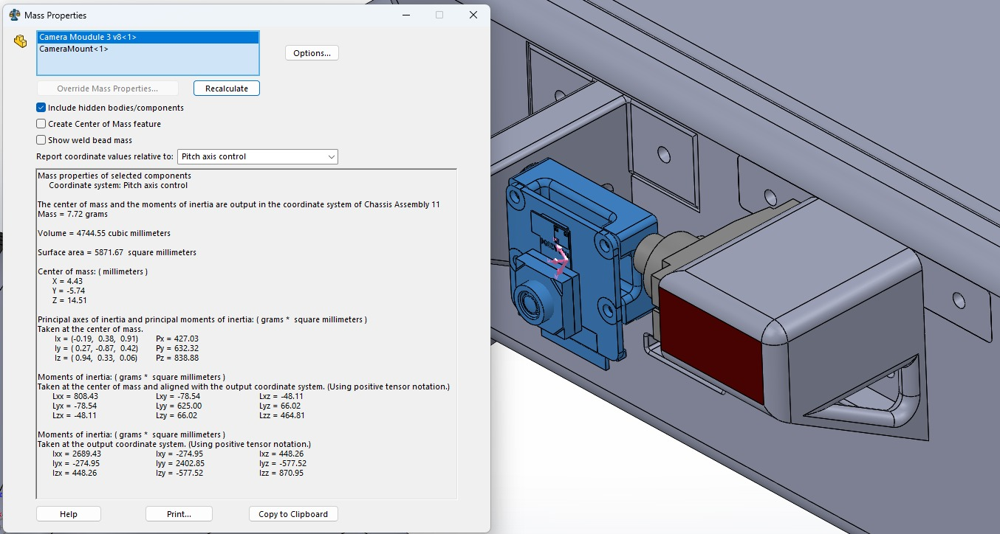 Mass Properties
Camera Moudule 3 v8<1>
CameraMount<1>
Options...
Override Mass Properties...
Recalculate
Include hidden bodies/components
Create Center of Mass feature
Show weld bead mass
Report coordinate values relative to: Pitch axis control
Mass properties of selected components
Coordinate system: Pitch axis control
The center of mass and the moments of inertia are output in the coordinate system of Chassis Assembly 11
Mass = 7.72 grams
Volume = 4744.55 cubic millimeters
Surface area = 5871.67 square millimeters
Center of mass: ( millimeters )
X = 4.43
Y = -5.74
Z = 14.51
Principal axes of inertia and principal moments of inertia: ( grams * square millimeters )
Taken at the center of mass.
Ix = (-0.19, 0.38, 0.91) Px = 427.03
Iy = ( 0.27, -0.87, 0.42) Py = 632.32
Iz = ( 0.94, 0.33, 0.06) Pz = 838.88
Moments of inertia: ( grams * square millimeters )
Taken at the center of mass and aligned with the output coordinate system. (Using positive tensor notation.)
Lxx = 808.43 Lxy = -78.54 Lxz = -48.11
Lyx = -78.54 Lyy = 625.00 Lyz = 66.02
Lzx = -48.11 Lzy = 66.02 Lzz = 464.81
Moments of inertia: ( grams * square millimeters )
Taken at the output coordinate system. (Using positive tensor notation.)
Ixx = 2689.43 Ixy = -274.95 Ixz = 448.26
Iyx = -274.95 Iyy = 2402.85 Iyz = -577.52
Izx = 448.26 Izy = -577.52 Izz = 870.95
Help
Print...
Copy to Clipboard